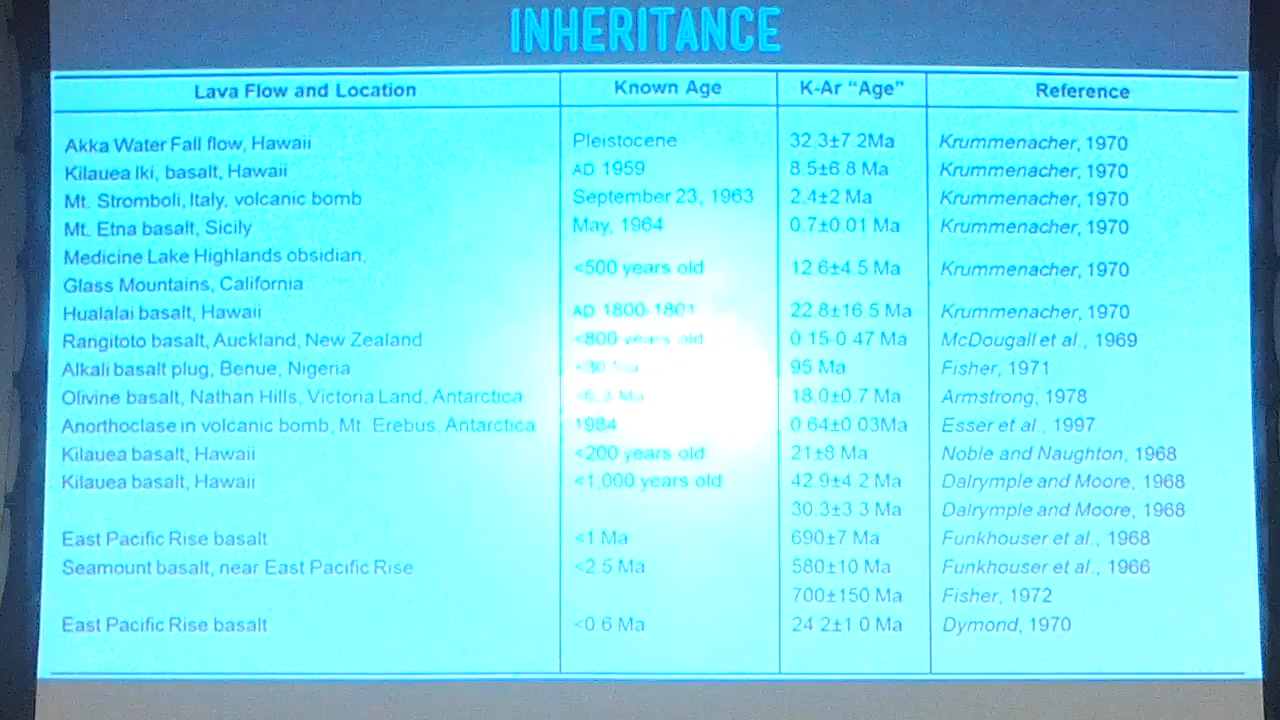 INHERITANCE
Lava Flow and Location Known Age K-Ar “Age” Reference
Akka Water Fall flow, Hawaii Pleistocene 32.3±7.2Ma Krummenacher, 1970
Kilauea Iki, basalt, Hawaii AD 1959 8.5±6.8 Ma Krummenacher, 1970
Mt. Stromboli, Italy, volcanic bomb September 23, 1963 2.4±2 Ma Krummenacher, 1970
Mt. Etna basalt, Sicily May, 1964 0.7±0.01 Ma Krummenacher, 1970
Medicine Lake Highlands obsidian,
Glass Mountains, California <500 years old 12.6±4.5 Ma Krummenacher, 1970
Hualalai basalt, Hawaii AD 1800-1801 22.8±16.5 Ma Krummenacher, 1970
Rangitoto basalt, Auckland, New Zealand <800 years old 0.15-0.47 Ma McDougall et al., 1969
Alkali basalt plug, Benue, Nigeria <30 Ma 95 Ma Fisher, 1971
Olivine basalt, Nathan Hills, Victoria Land, Antarctica Ma 18.0±0.7 Ma Armstrong, 1978
Anorthoclase in volcanic bomb, Mt. Erebus, Antarctica 1984 0.64±0.03Ma Esser et al., 1997
Kilauea basalt, Hawaii <200 years old 21±8 Ma Noble and Naughton, 1968
Kilauea basalt, Hawaii <1,000 years old 42.9±4.2 Ma Dalrymple and Moore, 1968
30.3±3.3 Ma Dalrymple and Moore, 1968
East Pacific Rise basalt <1 Ma 690±7 Ma Funkhouser et al., 1968
Seamount basalt, near East Pacific Rise <2.5 Ma 580±10 Ma Funkhouser et al., 1966
700±150 Ma Fisher, 1972
East Pacific Rise basalt <0.6 Ma 24.2±1.0 Ma Dymond, 1970